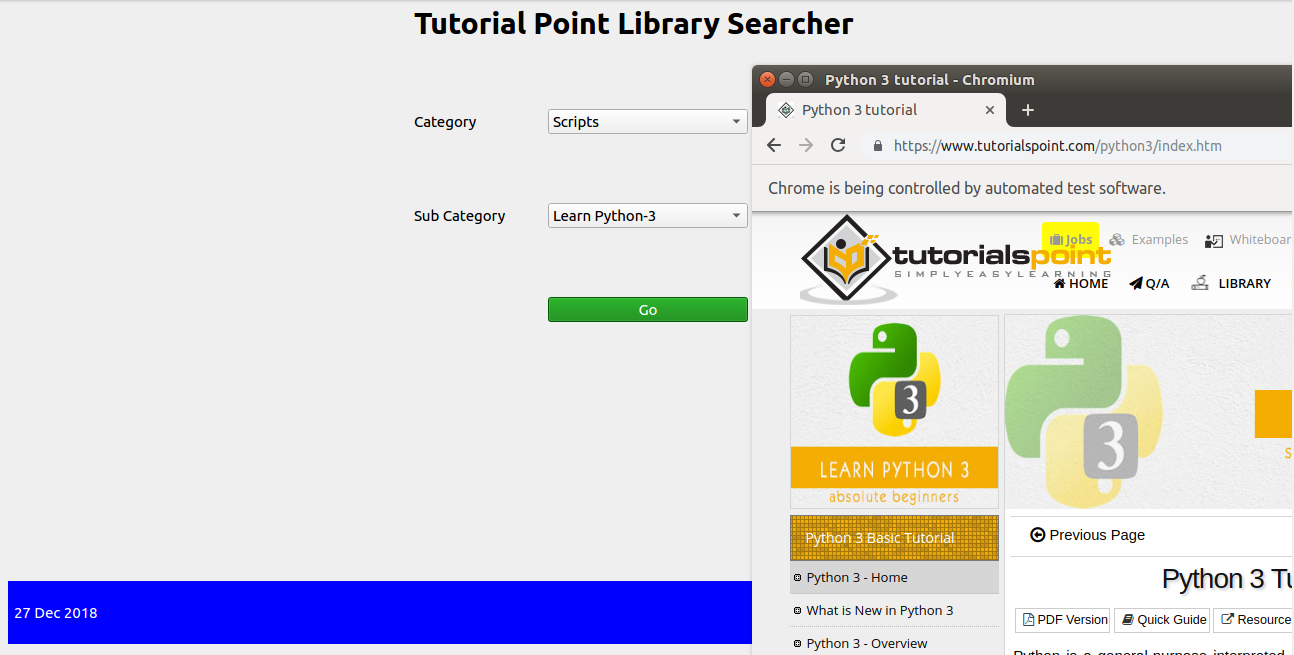 Tutorial Point Library Searcher
Category
Scripts
Sub Category
Learn Python-3
Go
27 Dec 2018
Python 3 tutorial - Chromium
Python 3 tutorial
https://www.tutorialspoint.com/python3/index.htm
Chrome is being controlled by automated test software.
tutorialspoint
SIMPLYEASYLEARNING
Jobs
Examples
Whiteboar
HOME
Q/A
LIBRARY
3
LEARN PYTHON 3
absolute beginners
3
S
Python 3 Basic Tutorial
Python 3 - Home
What is New in Python 3
Python 3 - Overview
Previous Page
Python 3 Tu
PDF Version
Quick Guide
Resource
Python is a general-purpose interpreted